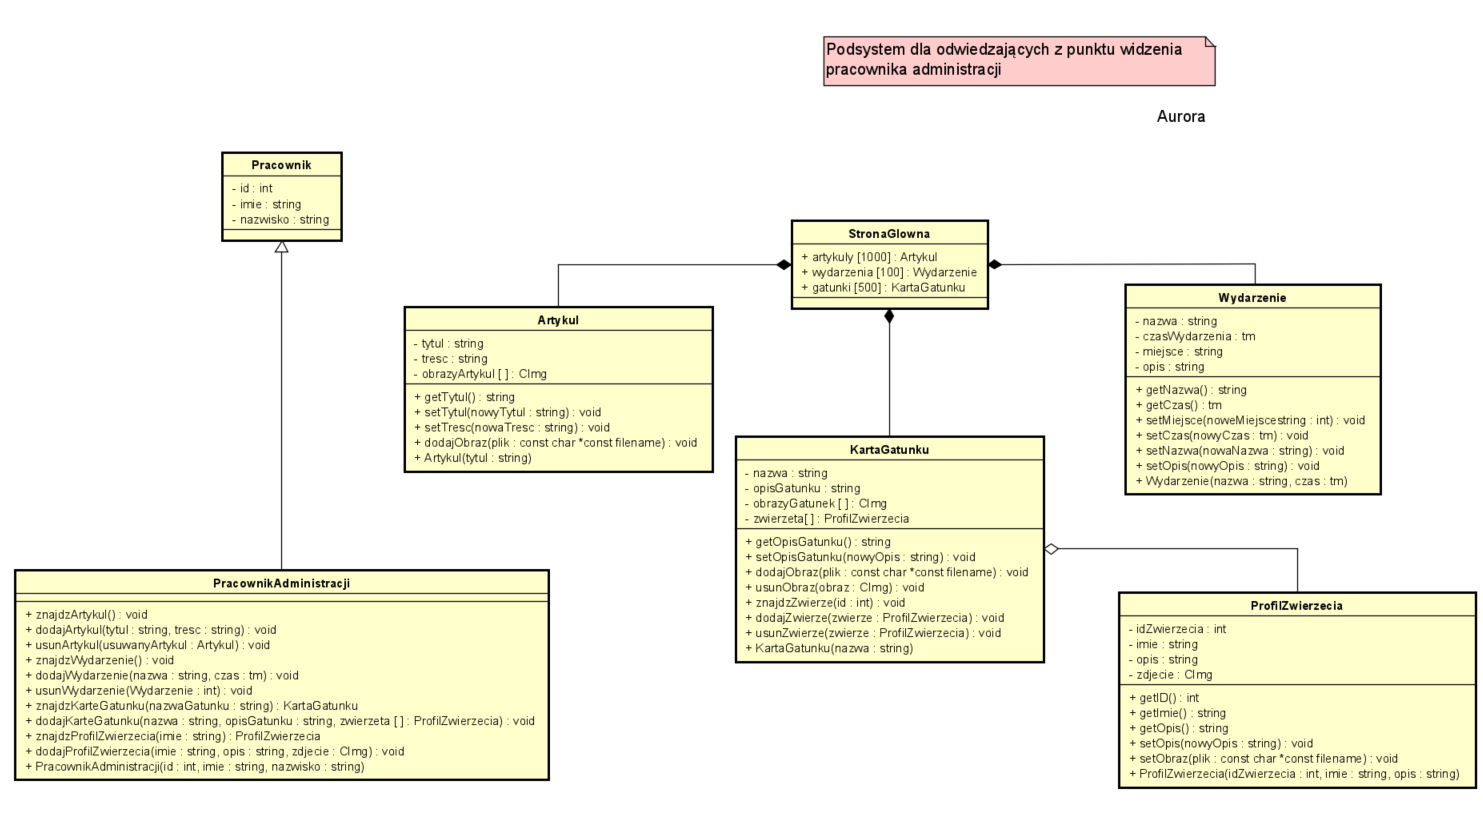 Podsystem dla odwiedzających z punktu widzenia
pracownika administracji
Aurora
Pracownik
- id : int
- imie : string
- nazwisko : string
StronaGlowna
+ artykuly [1000] : Artykul
+ wydarzenia [100] : Wydarzenie
+ gatunki [500] : KartaGatunku
Artykul
- tytul : string
- tresc : string
- obrazyArtykul [ ] : CImg
+ getTytul() : string
+ setTytul(nowyTytul : string) : void
+ setTresc(nowaTresc : string) : void
+ dodajObraz(plik : const char *const filename) : void
+ Artykul(tytul : string)
Wydarzenie
- nazwa : string
- czasWydarzenia : tm
- miejsce : string
- opis : string
+ getNazwa() : string
+ getCzas() : tm
+ setMiejsce(noweMiejscestring : int) : void
+ setCzas(nowyCzas : tm) : void
+ setNazwa(nowaNazwa : string) : void
+ setOpis(nowyOpis : string) : void
+ Wydarzenie(nazwa : string, czas : tm)
KartaGatunku
- nazwa : string
- opisGatunku : string
- obrazyGatunek [ ] : CImg
- zwierzeta[ ] : ProfilZwierzecia
+ getOpisGatunku() : string
+ setOpisGatunku(nowyOpis : string) : void
+ dodajObraz(plik : const char *const filename) : void
+ usunObraz(obraz : CImg) : void
+ znajdzZwierze(id : int) : void
+ dodajZwierze(zwierze : ProfilZwierzecia) : void
+ usunZwierze(zwierze : ProfilZwierzecia) : void
+ KartaGatunku(nazwa : string)
PracownikAdministracji
+ znajdzArtykul() : void
+ dodajArtykul(tytul : string, tresc : string) : void
+ usunArtykul(usuwanyArtykul : Artykul) : void
+ znajdzWydarzenie() : void
+ dodajWydarzenie(nazwa : string, czas : tm) : void
+ usunWydarzenie(Wydarzenie : int) : void
+ znajdzKarteGatunku(nazwaGatunku : string) : KartaGatunku
+ dodajKarteGatunku(nazwa : string, opisGatunku : string, zwierzeta [ ] : ProfilZwierzecia) : void
+ znajdzProfilZwierzecia(imie : string) : ProfilZwierzecia
+ dodajProfilZwierzecia(imie : string, opis : string, zdjecie : CImg) : void
+ PracownikAdministracji(id : int, imie : string, nazwisko : string)
ProfilZwierzecia
- idZwierzecia : int
- imie : string
- opis : string
- zdjecie : CImg
+ getID() : int
+ getImie() : string
+ getOpis() : string
+ setOpis(nowyOpis : string) : void
+ setObraz(plik : const char *const filename) : void
+ ProfilZwierzecia(idZwierzecia : int, imie : string, opis : string)